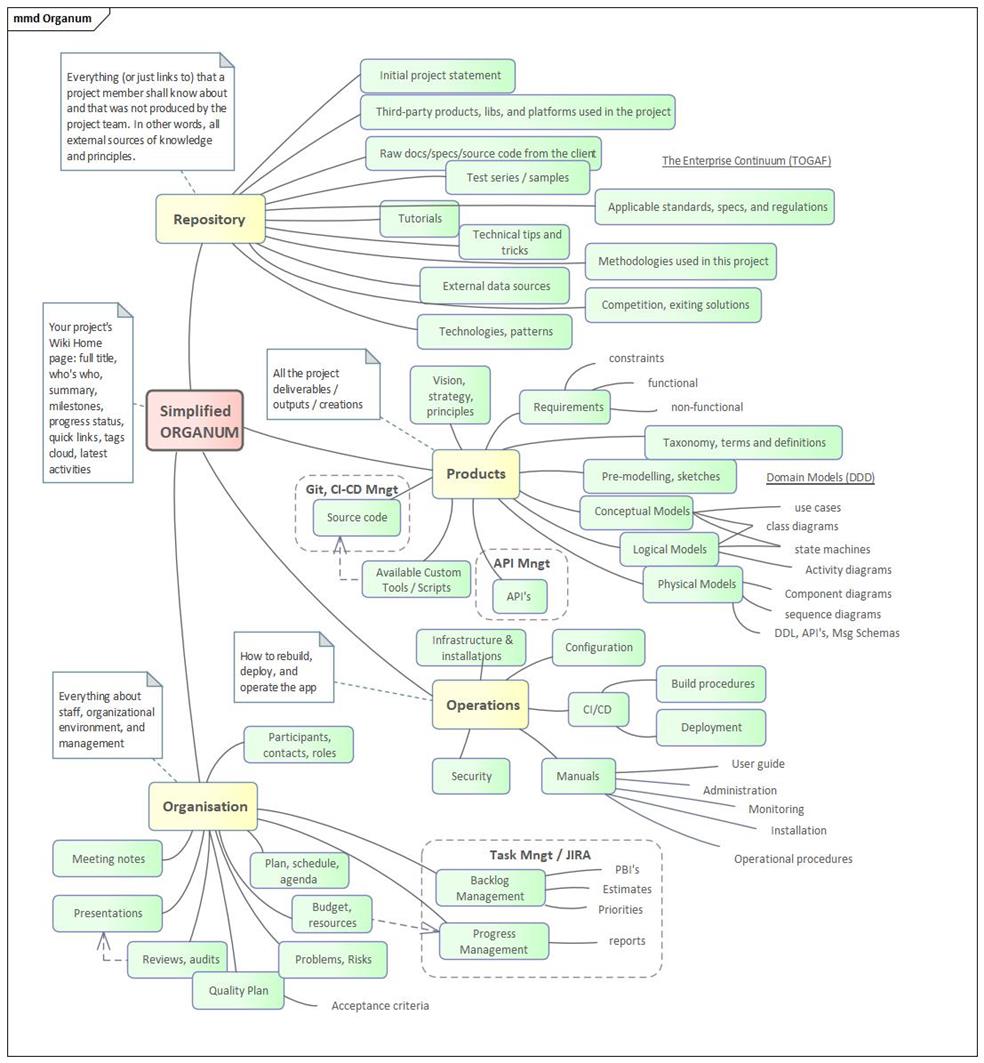 mmd Organum
Everything (or just links to) that a
project member shall know about
and that was not produced by the
project team. In other words, all
external sources of knowledge
and principles.
Initial project statement
Third-party products, libs, and platforms used in the project
Raw docs/specs/source code from the client
The Enterprise Continuum (TOGAF)
Test series / samples
Repository
Applicable standards, specs, and regulations
Tutorials
Technical tips and
tricks
Methodologies used in this project
External data sources
Competition, exiting solutions
Technologies, patterns
Your project's
Wiki Home
page: full title,
who's who,
summary,
milestones,
progress status,
quick links, tags
cloud, latest
activities
Simplified
ORGANUM
All the project
deliverables /
outputs / creations
Vision,
strategy,
principles
Requirements
constraints
functional
non-functional
Taxonomy, terms and definitions
Products
Pre-modelling, sketches
Domain Models (DDD)
Git, CI-CD Mngt
Source code
Conceptual Models
use cases
class diagrams
Logical Models
state machines
Activity diagrams
API Mngt
Available Custom
Tools / Scripts
API's
Physical Models
Component diagrams
sequence diagrams
DDL, API's, Msg Schemas
How to rebuild,
deploy, and
operate the app
Infrastructure &
installations
Configuration
Operations
CI/CD
Build procedures
Deployment
Security
Manuals
User guide
Administration
Monitoring
Installation
Operational procedures
Everything about
staff, organizational
environment, and
management
Participants,
contacts, roles
Organisation
Meeting notes
Plan, schedule,
agenda
Task Mngt / JIRA
Backlog
Management
PBI's
Estimates
Priorities
Presentations
Budget,
resources
Progress
Management
reports
Reviews, audits
Problems, Risks
Quality Plan
Acceptance criteria